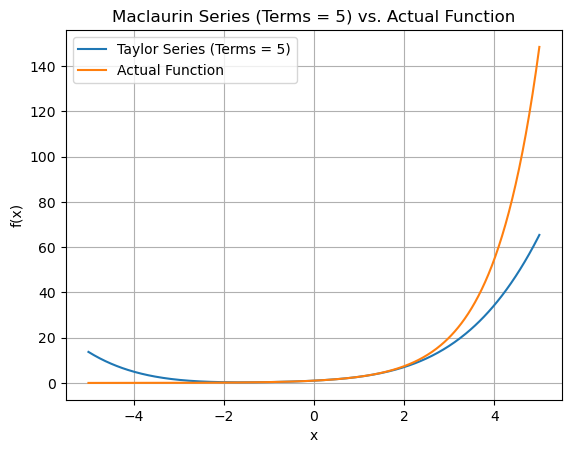 Maclaurin Series (Terms = 5) vs. Actual Function
Taylor Series (Terms = 5)
Actual Function
140
120
100
80
60
40
20
0
f(x)
−4
−2
0
2
4
x